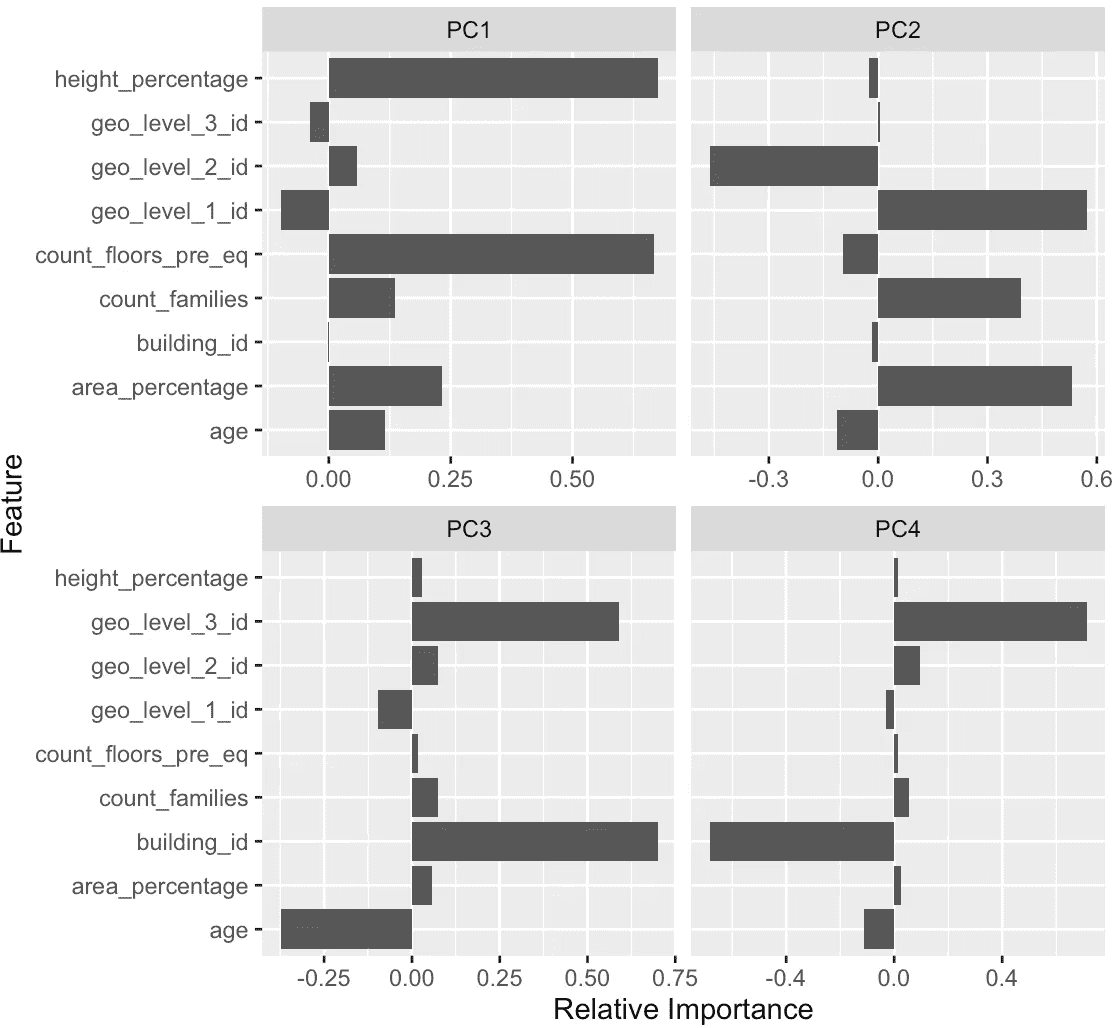 PC1
PC2
height_percentage
geo_level_3_id
geo_level_2_id
geo_level_1_id
count_floors_pre_eq
count_families
building_id
area_percentage
age
0.00 0.25 0.50
-0.3 0.0 0.3 0.6
Feature
PC3
PC4
height_percentage
geo_level_3_id
geo_level_2_id
geo_level_1_id
count_floors_pre_eq
count_families
building_id
area_percentage
age
-0.25 0.00 0.25 0.50 0.75
-0.4 0.0 0.4
Relative Importance